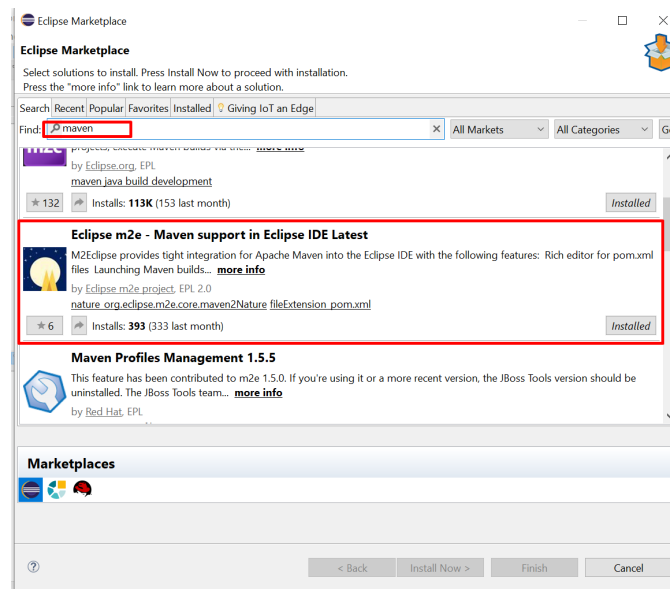 Eclipse Marketplace
Eclipse Marketplace
Select solutions to install. Press Install Now to proceed with installation.
Press the "more info" link to learn more about a solution.
Search Recent Popular Favorites Installed Giving IoT an Edge
Find: maven All Markets All Categories
projects, execute Maven builds via the... more info
by Eclipse.org, EPL
maven java build development
132 Installs: 113K (153 last month) Installed
Eclipse m2e - Maven support in Eclipse IDE Latest
M2Eclipse provides tight integration for Apache Maven into the Eclipse IDE with the following features: Rich editor for pom.xml
files Launching Maven builds... more info
by Eclipse m2e project, EPL 2.0
nature org.eclipse.m2e.core.maven2Nature fileExtension pom.xml
6 Installs: 393 (333 last month) Installed
Maven Profiles Management 1.5.5
This feature has been contributed to m2e 1.5.0. If you're using it or a more recent version, the JBoss Tools version should be
uninstalled. The JBoss Tools team... more info
by Red Hat, EPL
Marketplaces
< Back Install Now > Finish Cancel